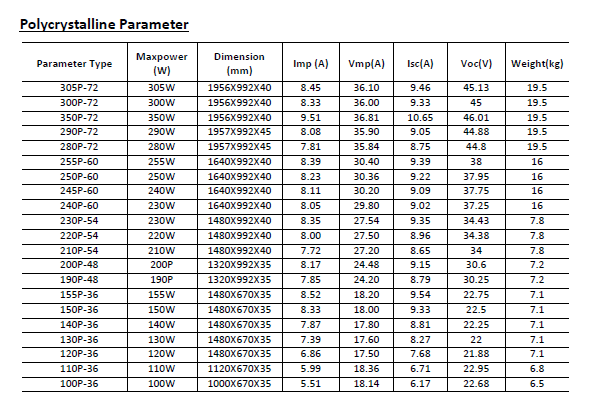 Polycrystalline Parameter
Parameter Type Maxpower (W) Dimension (mm) Imp (A) Vmp(A) Isc(A) Voc(V) Weight(kg)
305P-72 305W 1956X992X40 8.45 36.10 9.46 45.13 19.5
300P-72 300W 1956X992X40 8.33 36.00 9.33 45 19.5
350P-72 350W 1956X992X40 9.51 36.81 10.65 46.01 19.5
290P-72 290W 1957X992X45 8.08 35.90 9.05 44.88 19.5
280P-72 280W 1957X992X45 7.81 35.84 8.75 44.8 19.5
255P-60 255W 1640X992X40 8.39 30.40 9.39 38 16
250P-60 250W 1640X992X40 8.23 30.36 9.22 37.95 16
245P-60 240W 1640X992X40 8.11 30.20 9.09 37.75 16
240P-60 230W 1640X992X40 8.05 29.80 9.02 37.25 16
230P-54 230W 1480X992X40 8.35 27.54 9.35 34.43 7.8
220P-54 220W 1480X992X40 8.00 27.50 8.96 34.38 7.8
210P-54 210W 1480X992X40 7.72 27.20 8.65 34 7.8
200P-48 200P 1320X992X35 8.17 24.48 9.15 30.6 7.2
190P-48 190P 1320X992X35 7.85 24.20 8.79 30.25 7.2
155P-36 155W 1480X670X35 8.52 18.20 9.54 22.75 7.1
150P-36 150W 1480X670X35 8.33 18.00 9.33 22.5 7.1
140P-36 140W 1480X670X35 7.87 17.80 8.81 22.25 7.1
130P-36 130W 1480X670X35 7.39 17.60 8.27 22 7.1
120P-36 120W 1480X670X35 6.86 17.50 7.68 21.88 7.1
110P-36 110W 1120X670X35 5.99 18.36 6.71 22.95 6.8
100P-36 100W 1000X670X35 5.51 18.14 6.17 22.68 6.5